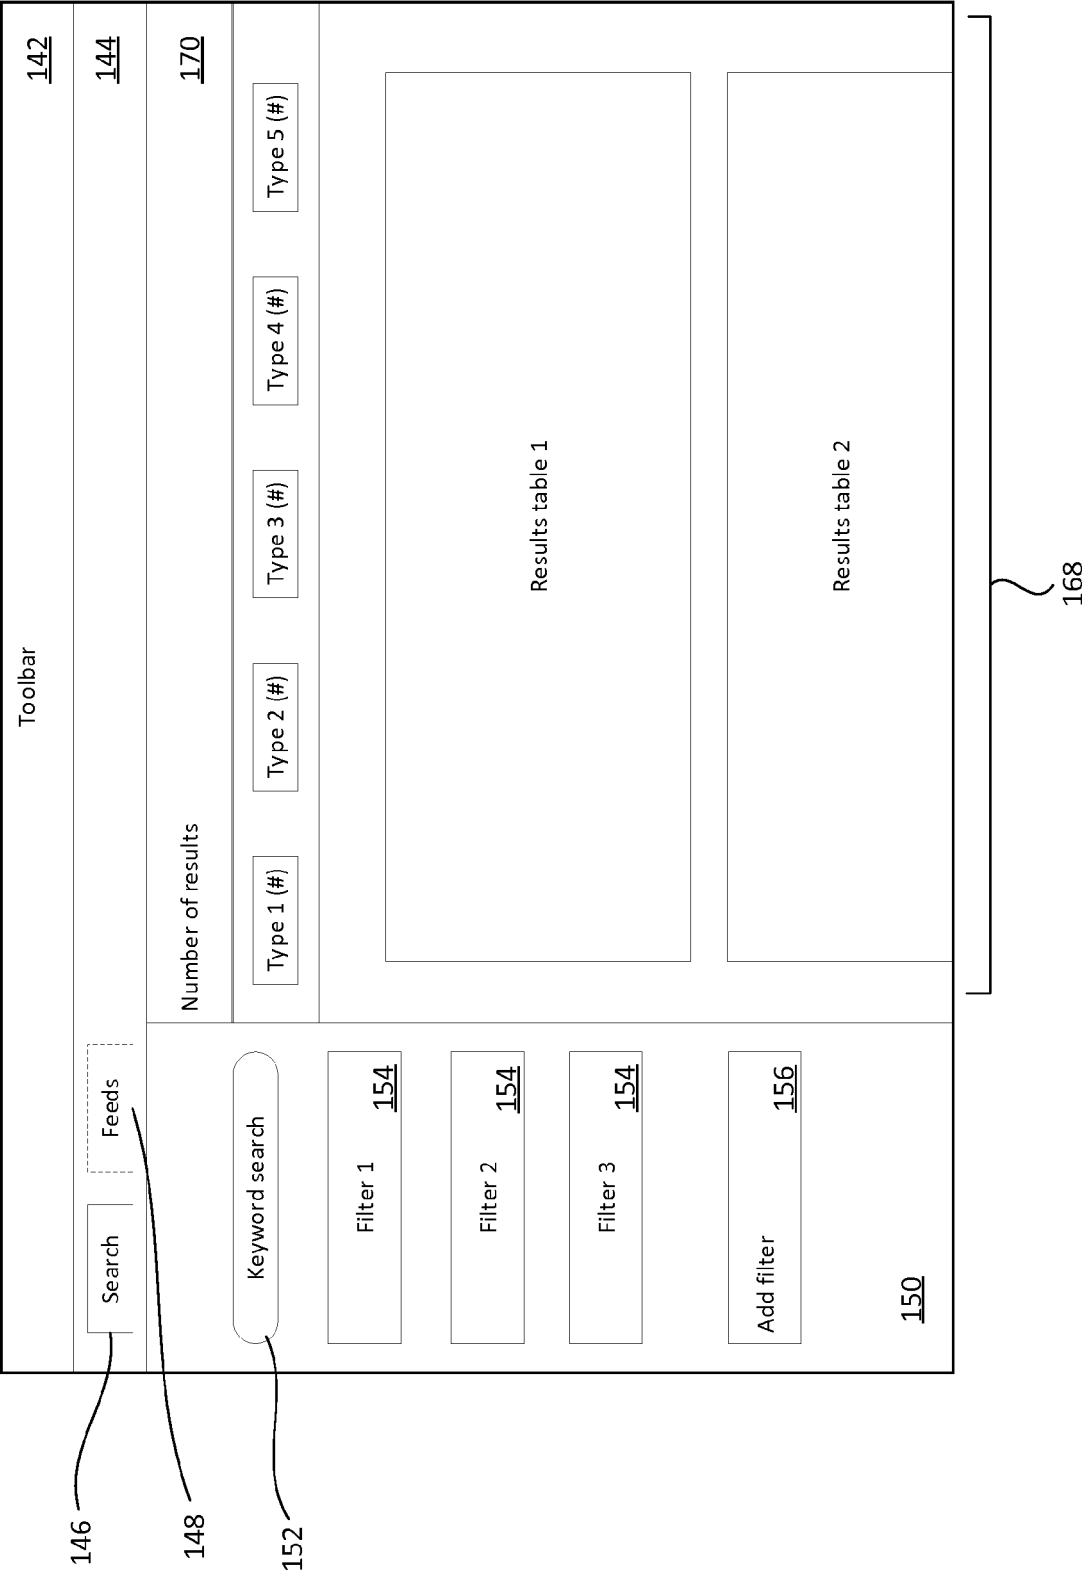 Toolbar
142
Search
Feeds
144
146
148
Number of results
170
Keyword search
152
Type 1 (#)
Type 2 (#)
Type 3 (#)
Type 4 (#)
Type 5 (#)
Filter 1
154
Filter 2
154
Filter 3
154
Add filter
156
150
Results table 1
Results table 2
168